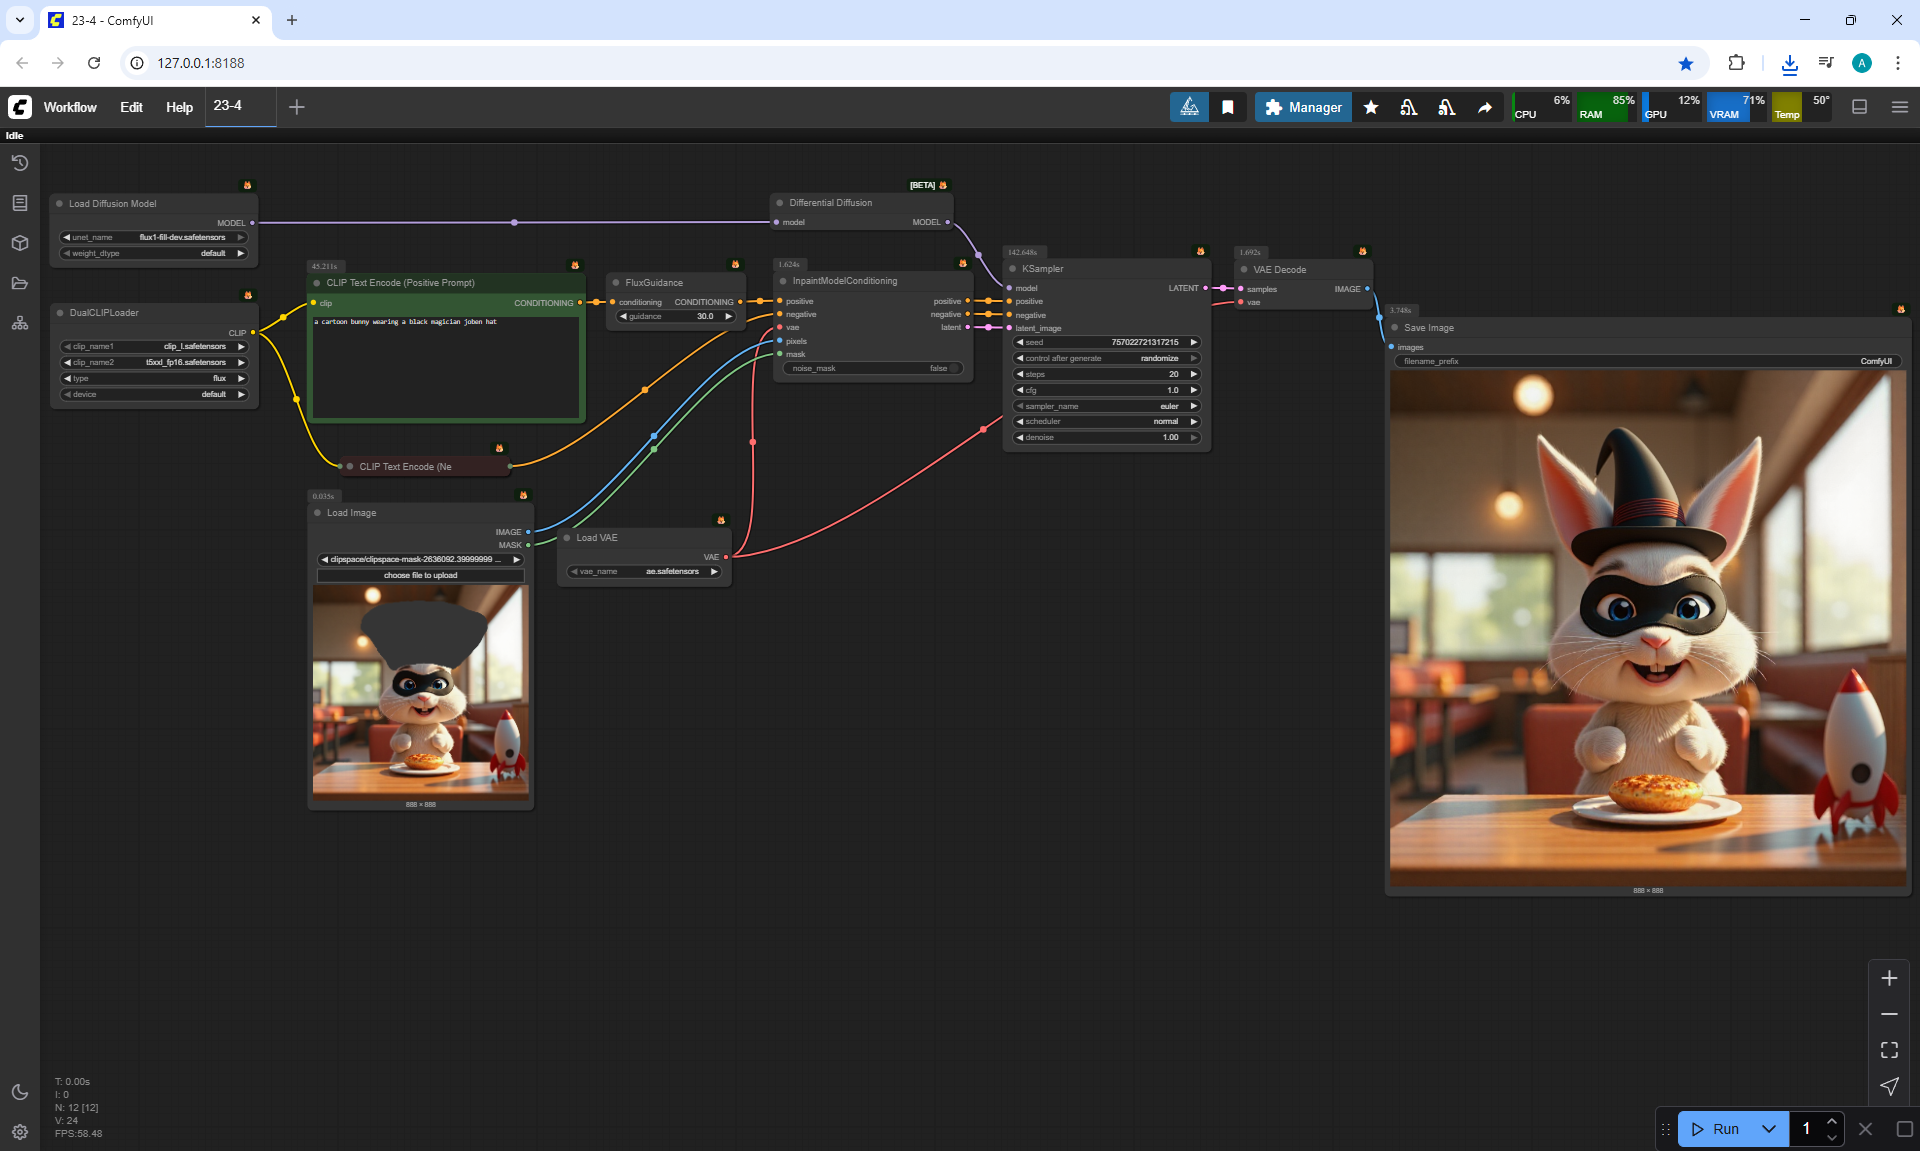 23-4 - ComfyUI
127.0.0.1:8188
A
Workflow Edit Help 23-4
Manager
CPU 6% RAM 85% GPU 12% VRAM 71% Temp 50°
Idle
Load Diffusion Model
MODEL
unet_name flux1-fill-dev.safetensors
weight_dtype default
DualCLIPLoader
CLIP
clip_name1 clip_l.safetensors
clip_name2 t5xxl_fp16.safetensors
type flux
device default
45.211s
CLIP Text Encode (Positive Prompt)
clip CONDITIONING
a cartoon bunny wearing a black magician joben hat
CLIP Text Encode (Ne
FluxGuidance
conditioning CONDITIONING
guidance 30.0
[BETA]
Differential Diffusion
model MODEL
1.624s
InpaintModelConditioning
positive positive
negative negative
vae latent
pixels
mask
noise_mask false
0.035s
Load Image
IMAGE
MASK
clipspace/clipspace-mask-2636092.39999999 ...
choose file to upload
888 × 888
Load VAE
VAE
vae_name ae.safetensors
142.648s
KSampler
model LATENT
positive
negative
latent_image
seed 757022721317215
control after generate randomize
steps 20
cfg 1.0
sampler_name euler
scheduler normal
denoise 1.00
1.692s
VAE Decode
samples IMAGE
vae
3.748s
Save Image
images
filename_prefix ComfyUI
888 × 888
T: 0.00s
I: 0
N: 12 [12]
V: 24
FPS:58.48
Run 1